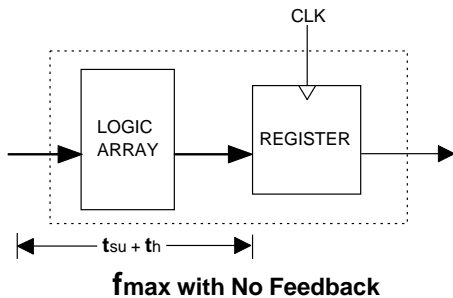 CLK
LOGIC
ARRAY
REGISTER
tsu + th
fmax with No Feedback